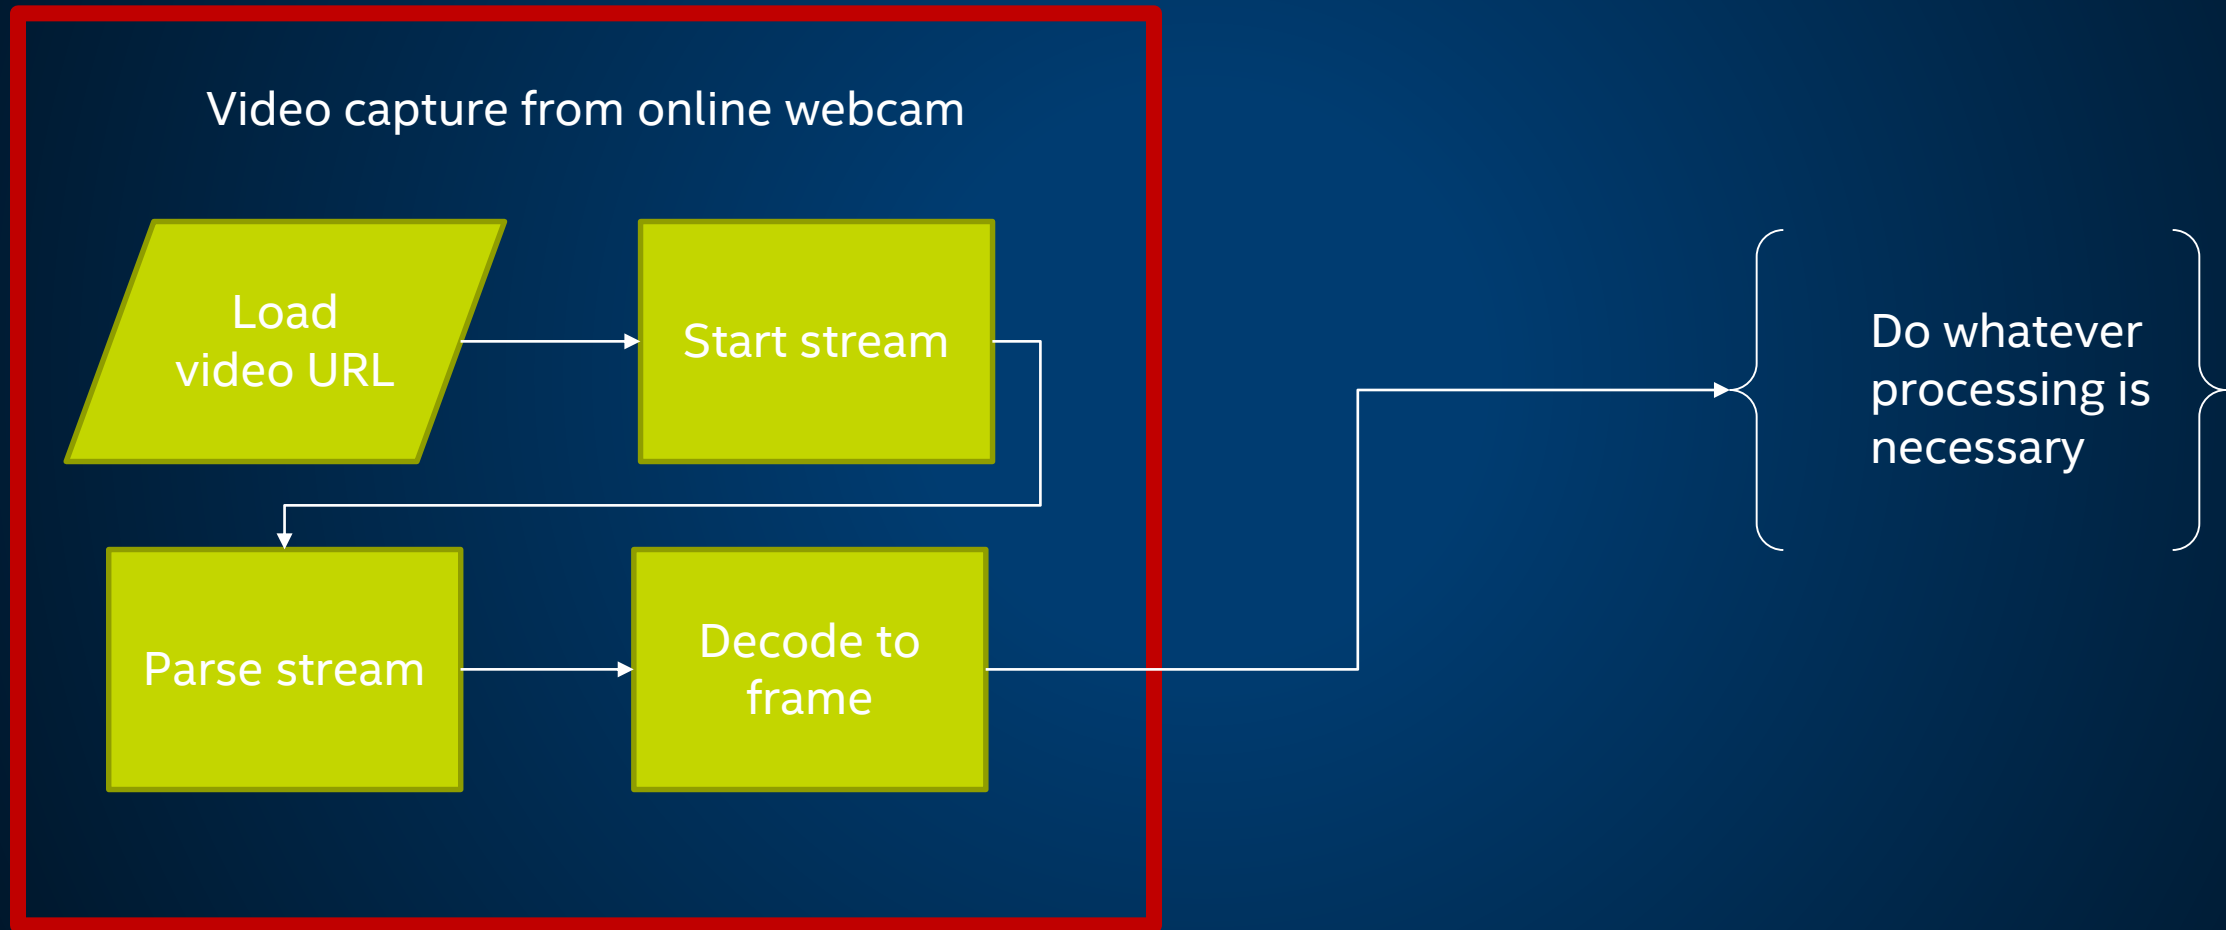 Video capture from online webcam
Load
video URL
Start stream
Parse stream
Decode to
frame
Do whatever
processing is
necessary